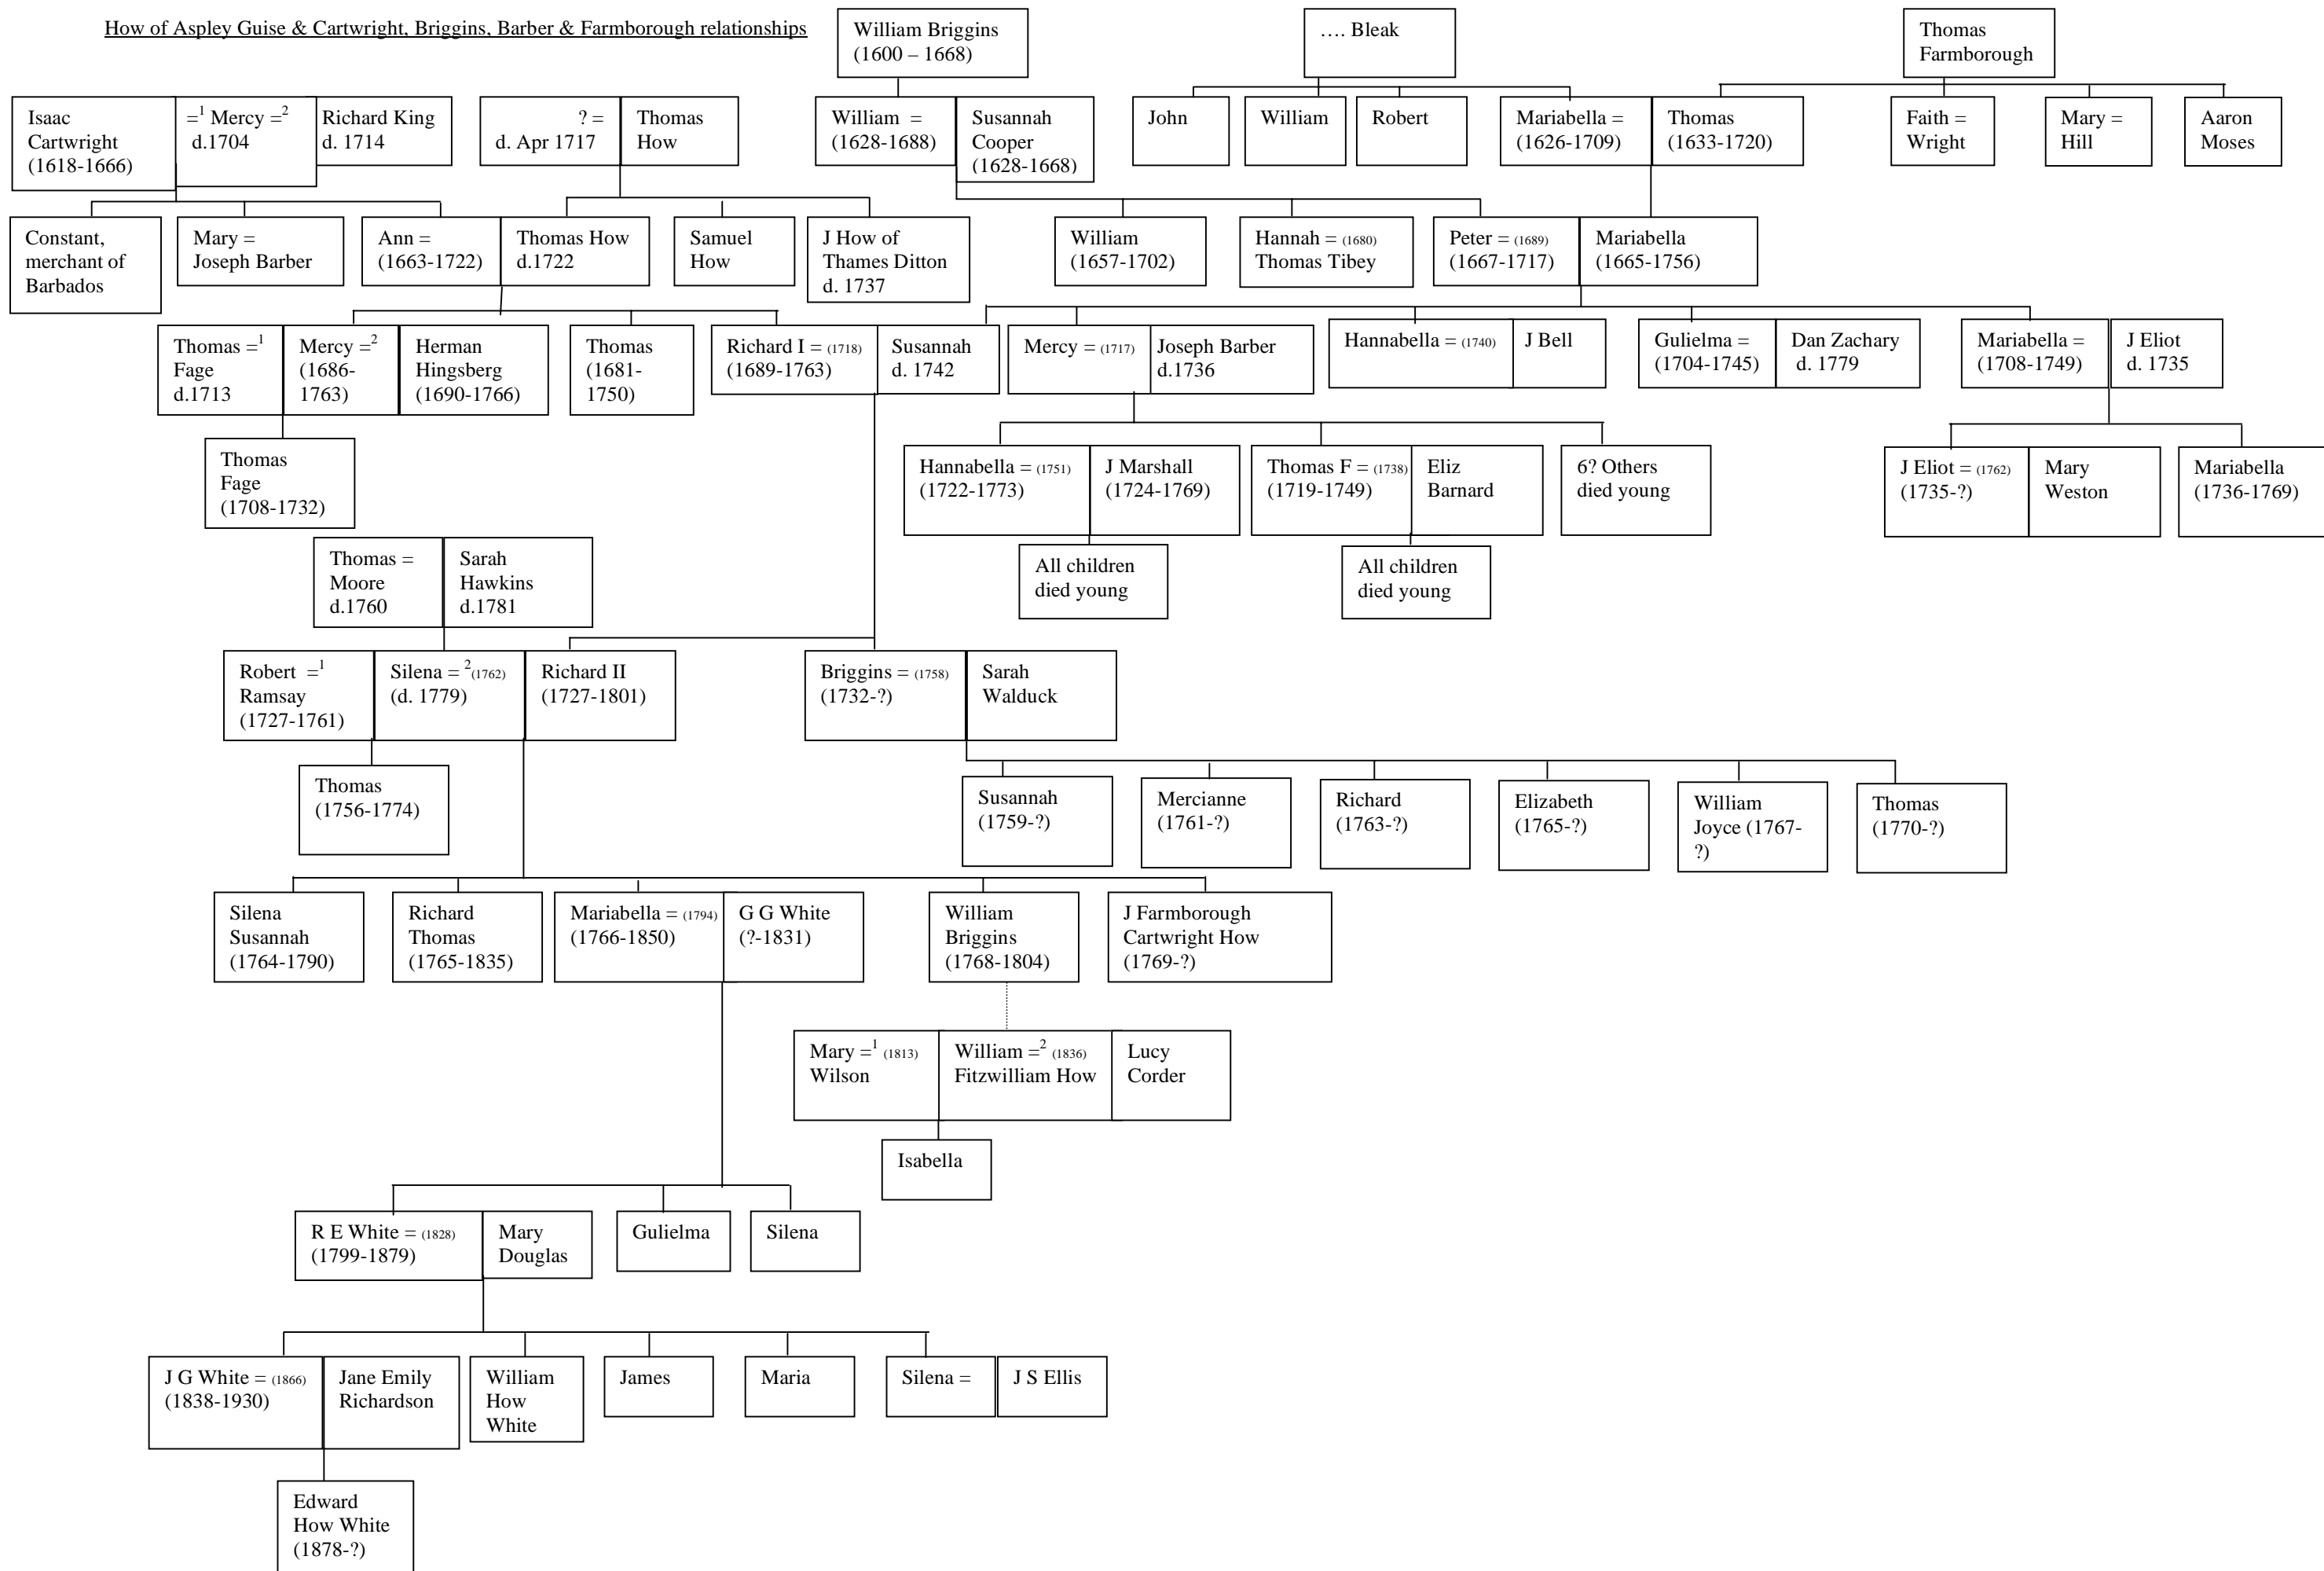 How of Aspley Guise & Cartwright, Briggins, Barber & Farmborough relationships
William Briggins
(1600 – 1668)
…. Bleak
Thomas
Farmborough
Isaac
Cartwright
(1618-1666)
=1 Mercy =2
d.1704
Richard King
d. 1714
? =
d. Apr 1717
Thomas
How
William =
(1628-1688)
Susannah
Cooper
(1628-1668)
John
William
Robert
Mariabella =
(1626-1709)
Thomas
(1633-1720)
Faith =
Wright
Mary =
Hill
Aaron
Moses
Constant,
merchant of
Barbados
Mary =
Joseph Barber
Ann =
(1663-1722)
Thomas How
d.1722
Samuel
How
J How of
Thames Ditton
d. 1737
William
(1657-1702)
Hannah = (1680)
Thomas Tibey
Peter = (1689)
(1667-1717)
Mariabella
(1665-1756)
Thomas =1
Fage
d.1713
Mercy =2
(1686-
1763)
Herman
Hingsberg
(1690-1766)
Thomas
(1681-
1750)
Richard I = (1718)
(1689-1763)
Susannah
d. 1742
Mercy = (1717)
Joseph Barber
d.1736
Hannabella = (1740)
J Bell
Gulielma =
(1704-1745)
Dan Zachary
d. 1779
Mariabella =
(1708-1749)
J Eliot
d. 1735
Thomas
Fage
(1708-1732)
Hannabella = (1751)
(1722-1773)
J Marshall
(1724-1769)
Thomas F = (1738)
(1719-1749)
Eliz
Barnard
6? Others
died young
J Eliot = (1762)
(1735-?)
Mary
Weston
Mariabella
(1736-1769)
Thomas =
Moore
d.1760
Sarah
Hawkins
d.1781
All children
died young
All children
died young
Robert =1
Ramsay
(1727-1761)
Silena = 2(1762)
(d. 1779)
Richard II
(1727-1801)
Briggins = (1758)
(1732-?)
Sarah
Walduck
Thomas
(1756-1774)
Susannah
(1759-?)
Mercianne
(1761-?)
Richard
(1763-?)
Elizabeth
(1765-?)
William
Joyce (1767-
?)
Thomas
(1770-?)
Silena
Susannah
(1764-1790)
Richard
Thomas
(1765-1835)
Mariabella = (1794)
(1766-1850)
G G White
(?-1831)
William
Briggins
(1768-1804)
J Farmborough
Cartwright How
(1769-?)
Mary =1 (1813)
Wilson
William =2 (1836)
Fitzwilliam How
Lucy
Corder
Isabella
R E White = (1828)
(1799-1879)
Mary
Douglas
Gulielma
Silena
J G White = (1866)
(1838-1930)
Jane Emily
Richardson
William
How
White
James
Maria
Silena =
J S Ellis
Edward
How White
(1878-?)